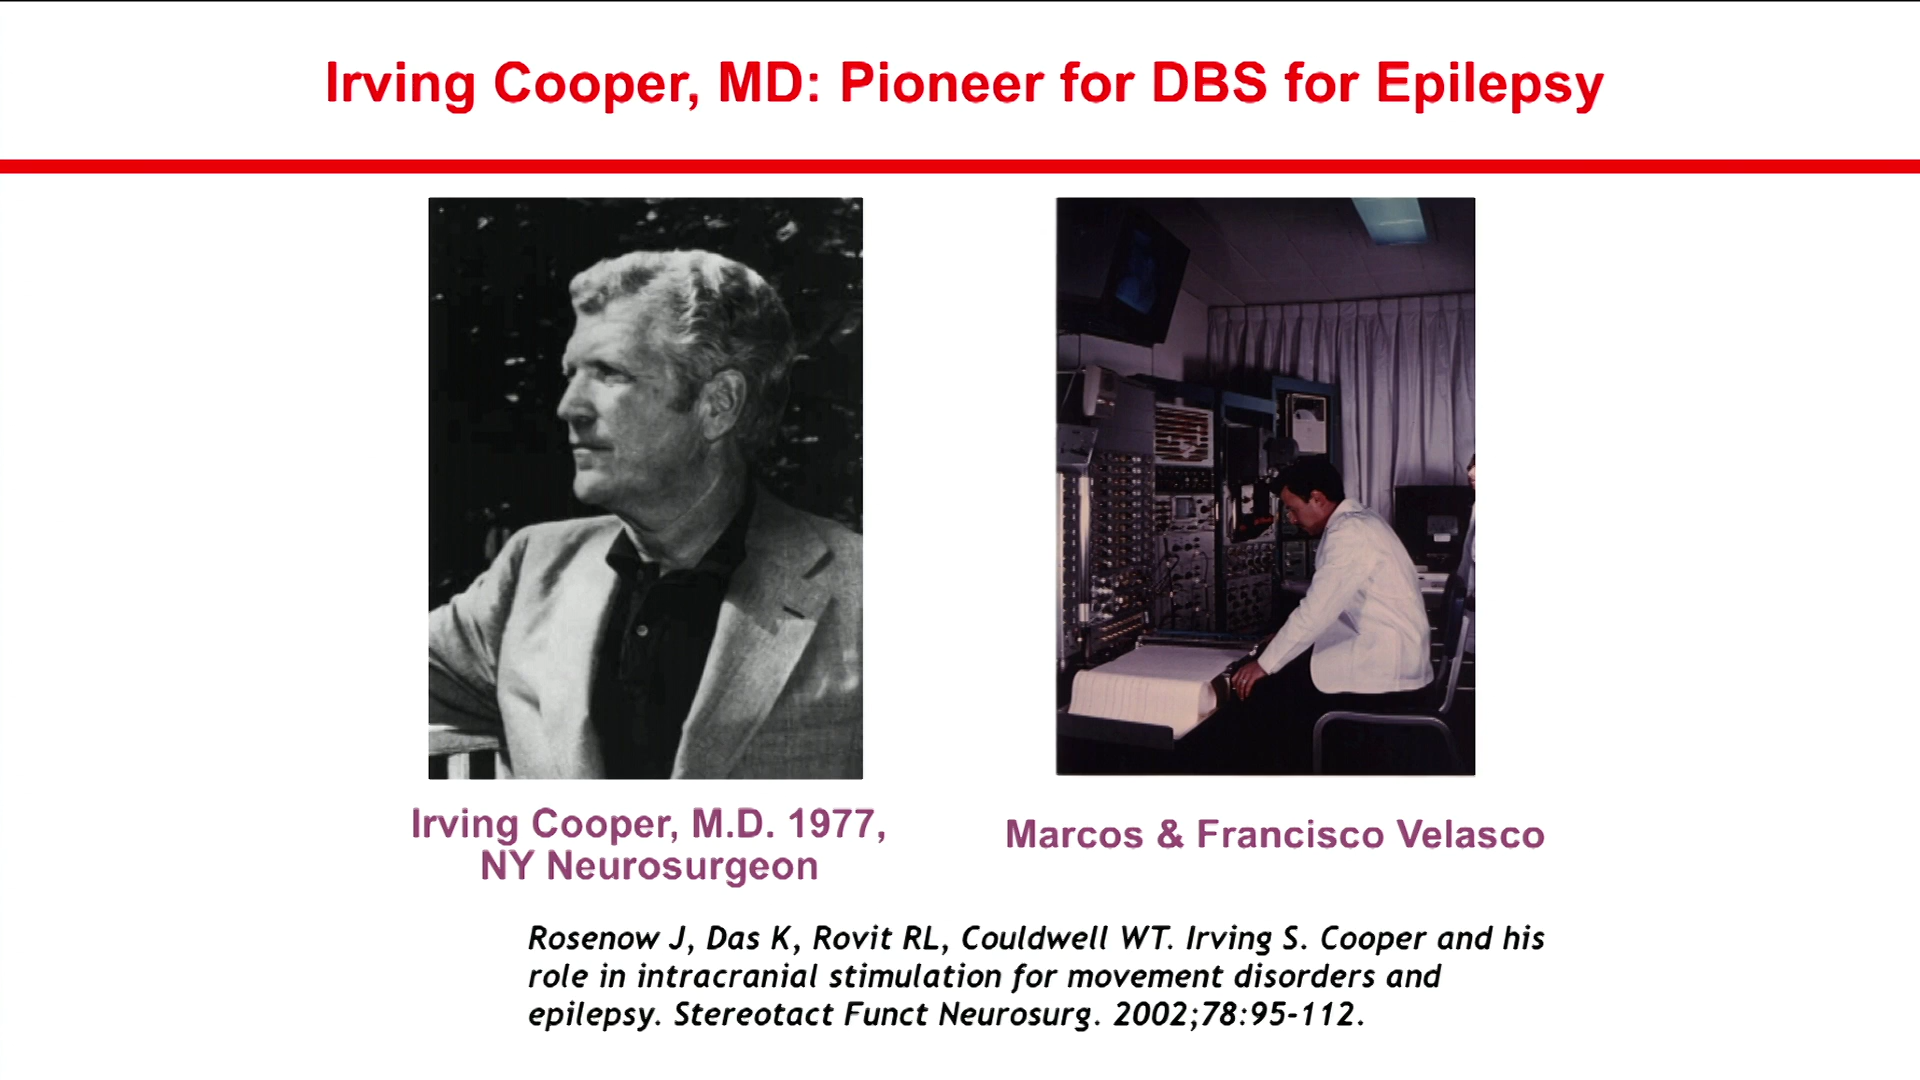 Irving Cooper, MD: Pioneer for DBS for Epilepsy
Irving Cooper, M.D. 1977,
NY Neurosurgeon
Marcos & Francisco Velasco
Rosenow J, Das K, Rovit RL, Couldwell WT. Irving S. Cooper and his
role in intracranial stimulation for movement disorders and
epilepsy. Stereotact Funct Neurosurg. 2002;78:95-112.